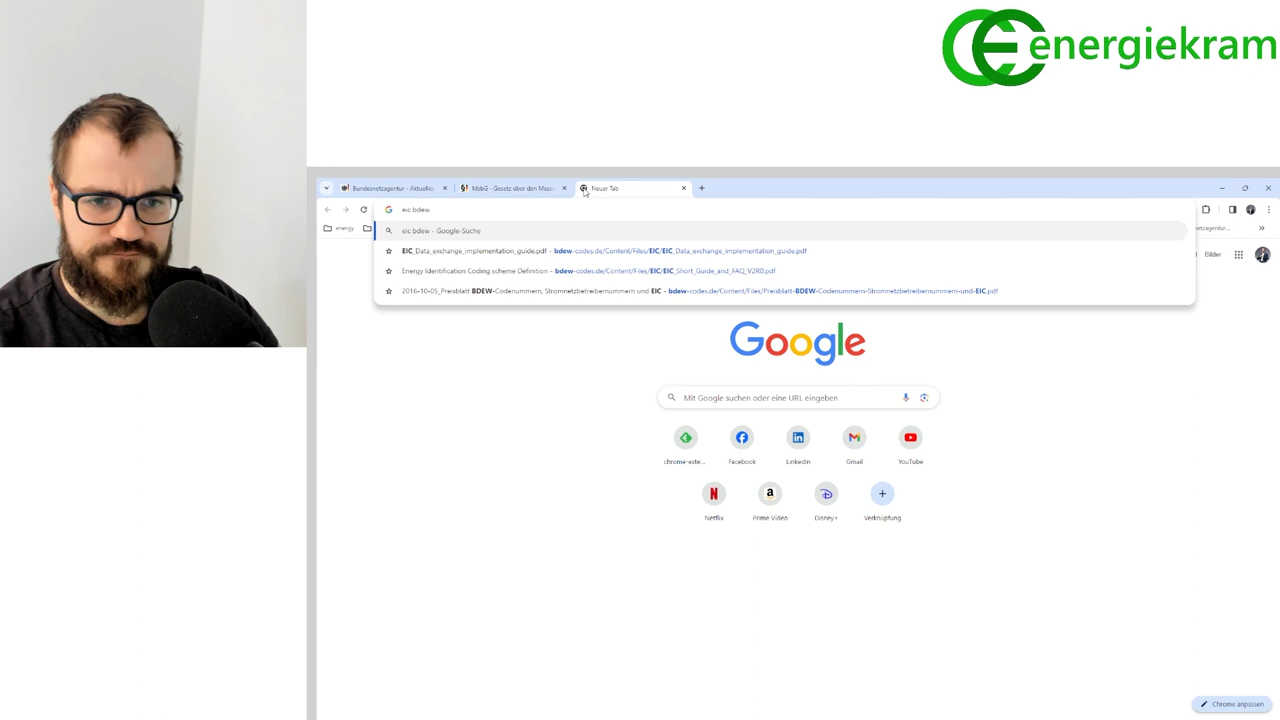 energiekram
Bundesnetzagentur - Aktuelles
MsbG - Gesetz über den Messs
Neuer Tab
eic bdew
energy
eic bdew - Google-Suche
EIC_Data_exchange_implementation_guide.pdf - bdew-codes.de/Content/Files/EIC/EIC_Data_exchange_implementation_guide.pdf
Energy Identification Coding scheme Definition - bdew-codes.de/Content/Files/EIC/EIC_Short_Guide_and_FAQ_V2R0.pdf
2016-10-05_Preisblatt BDEW-Codenummern, Stromnetzbetreibernummern und EIC - bdew-codes.de/Content/Files/Preisblatt-BDEW-Codenummern-Stromnetzbetreibernummern-und-EIC.pdf
Bilder
Google
Mit Google suchen oder eine URL eingeben
chrome-exte...
Facebook
LinkedIn
Gmail
YouTube
Netflix
Prime Video
Disney+
Verknüpfung
Chrome anpassen